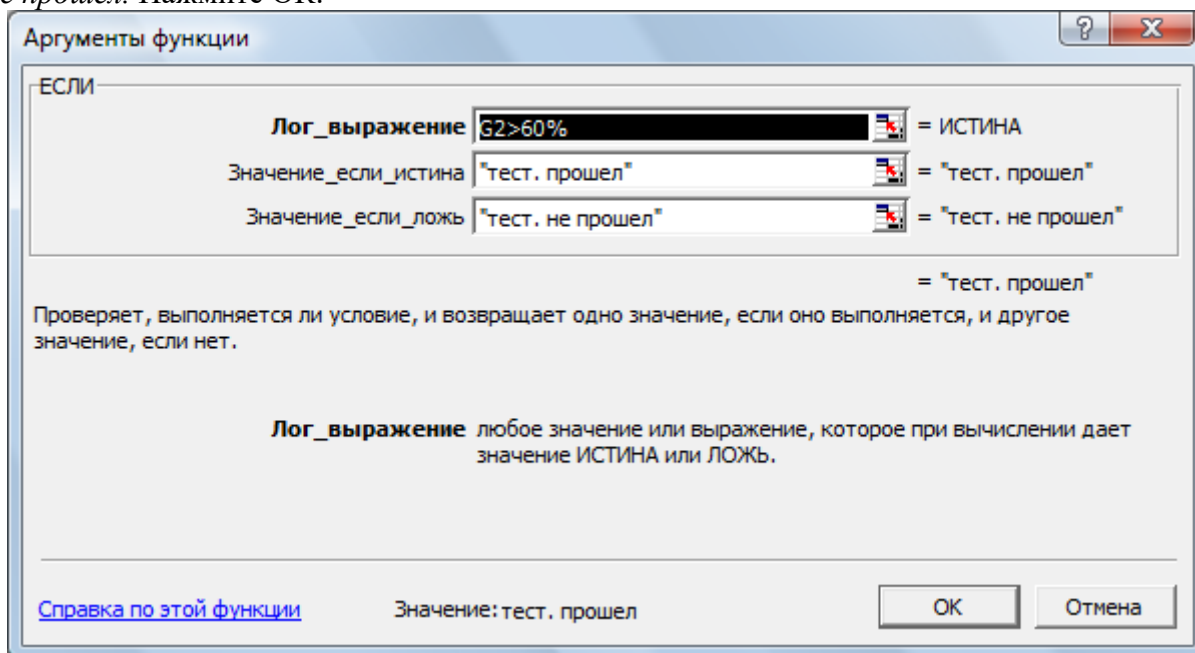 прошел. Нажмите ОК.
Аргументы функции
ЕСЛИ
Лог_выражение G2>60% = ИСТИНА
Значение_если_истина "тест. прошел" = "тест. прошел"
Значение_если_ложь "тест. не прошел" = "тест. не прошел"
= "тест. прошел"
Проверяет, выполняется ли условие, и возвращает одно значение, если оно выполняется, и другое
значение, если нет.
Лог_выражение любое значение или выражение, которое при вычислении дает
значение ИСТИНА или ЛОЖЬ.
Справка по этой функции Значение:тест. прошел ОК Отмена